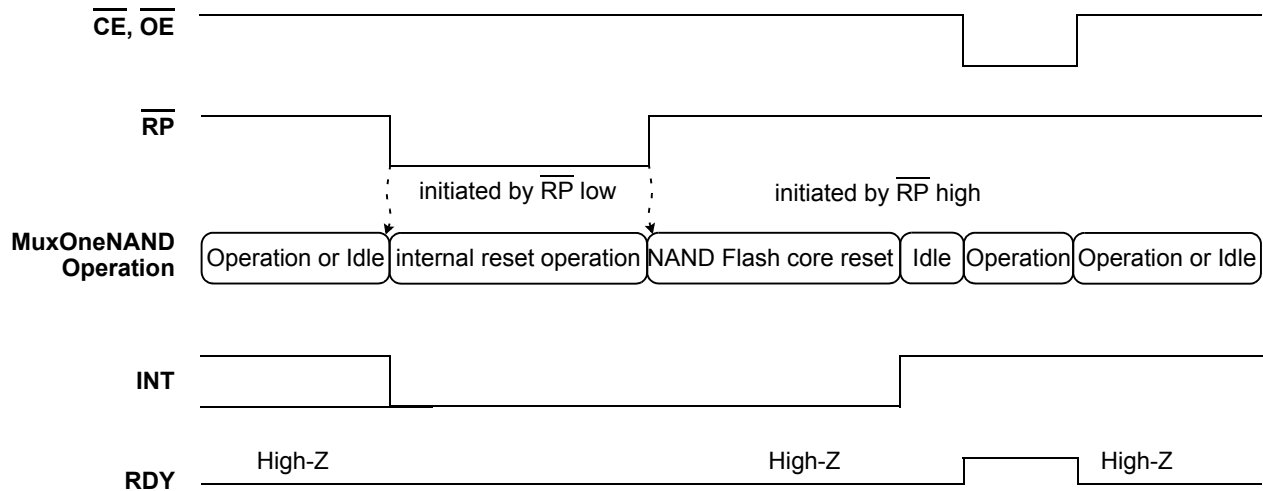 CE, OE
RP
initiated by RP low
initiated by RP high
MuxOneNAND
Operation
Operation or Idle
internal reset operation
NAND Flash core reset
Idle
Operation
Operation or Idle
INT
High-Z
High-Z
High-Z
RDY